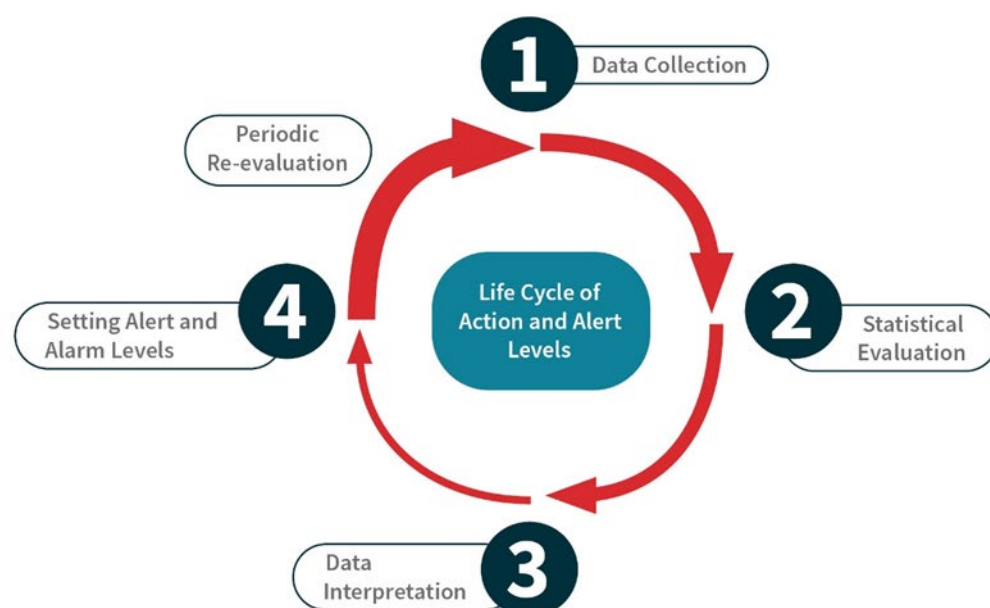 1
Data Collection
Periodic
Re-evaluation
Life Cycle of
Action and Alert
Levels
4
Setting Alert and
Alarm Levels
2
Statistical
Evaluation
3
Data
Interpretation